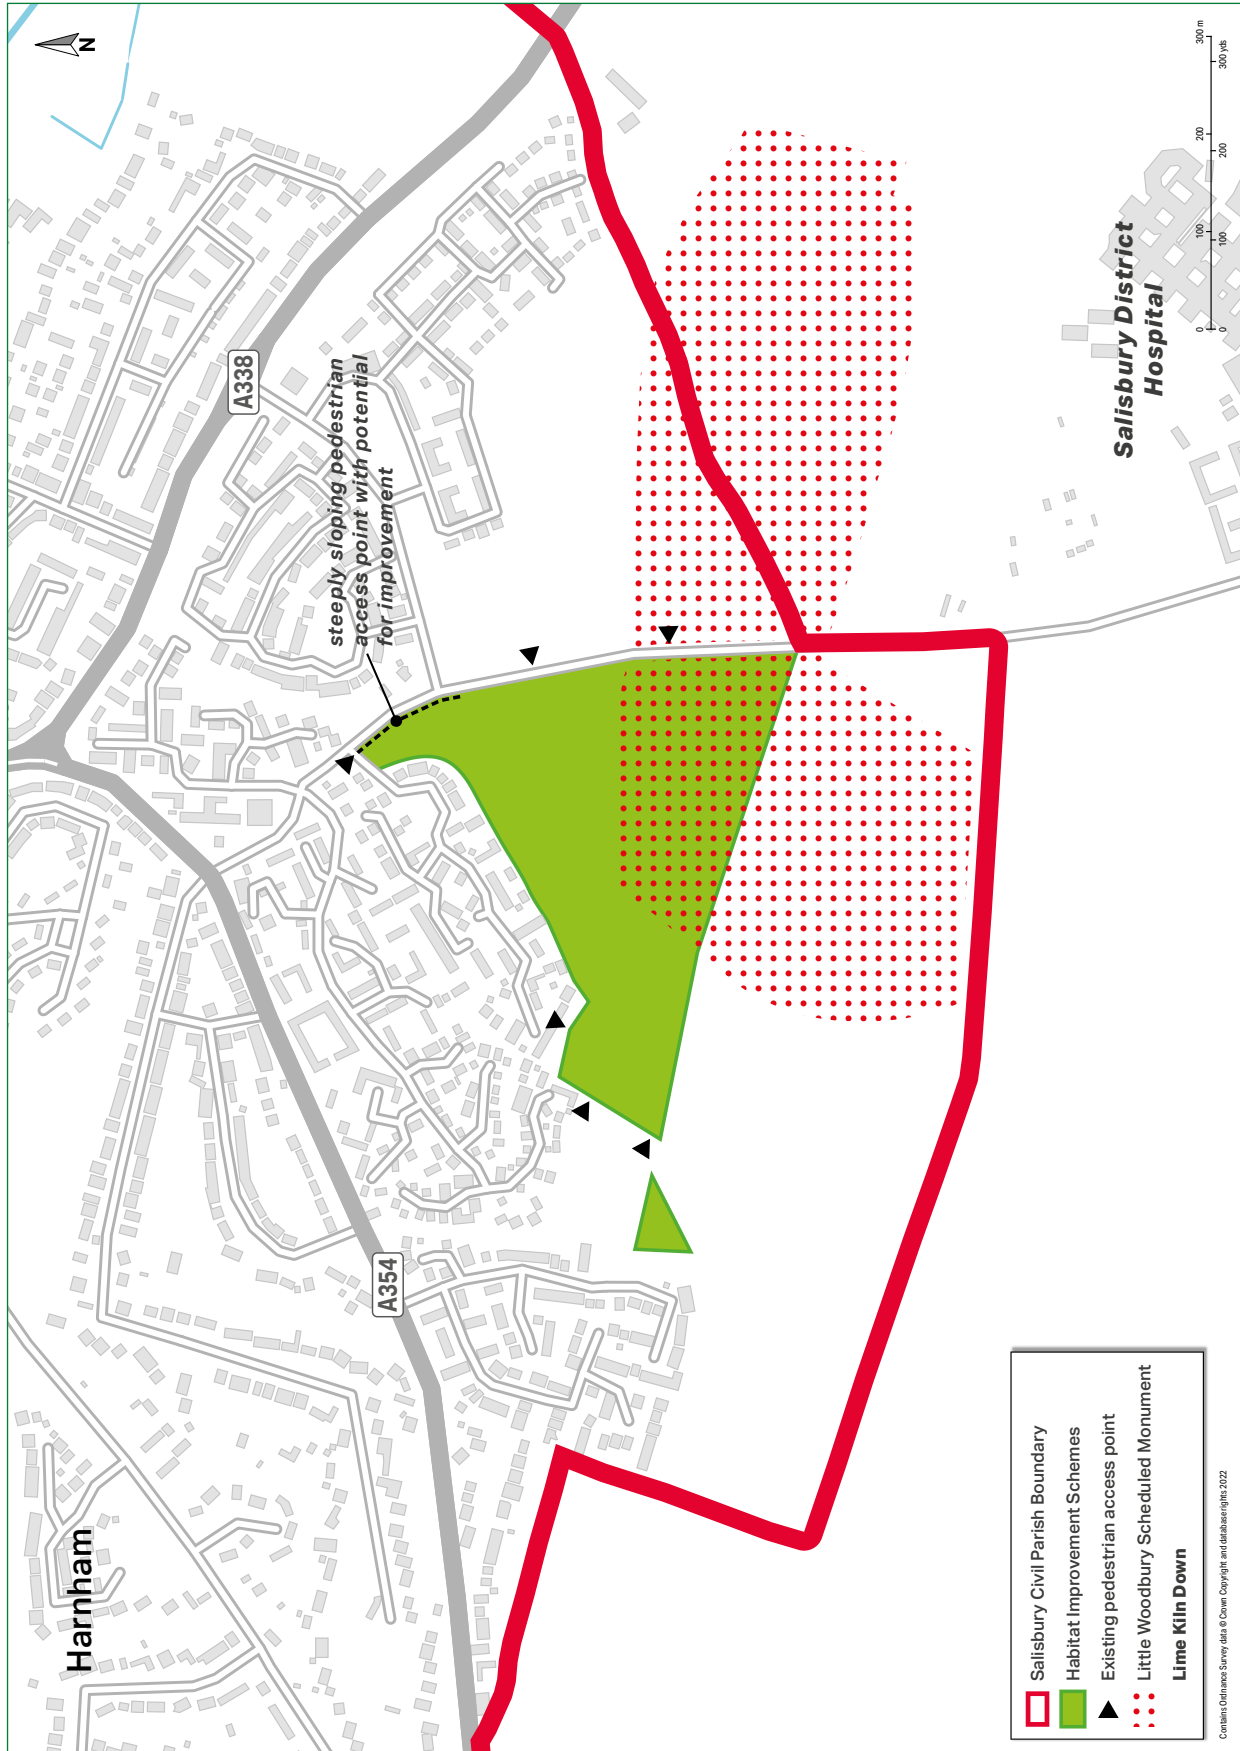 N
Harnham
A338
A354
steeply sloping pedestrian
access point with potential
for improvement
Salisbury District
Hospital
0 100 200 300 m
0 100 200 300 yds
Salisbury Civil Parish Boundary
Habitat Improvement Schemes
Existing pedestrian access point
Little Woodbury Scheduled Monument
Lime Kiln Down
Contains Ordnance Survey data © Crown Copyright and database rights 2022